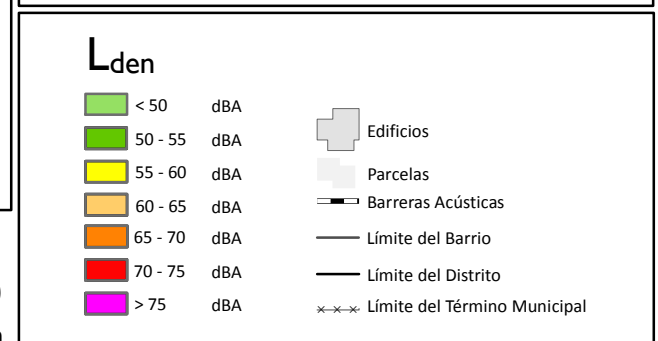 Lden
< 50 dBA
50 - 55 dBA
55 - 60 dBA
60 - 65 dBA
65 - 70 dBA
70 - 75 dBA
> 75 dBA
Edificios
Parcelas
Barreras Acústicas
Límite del Barrio
Límite del Distrito
Límite del Término Municipal